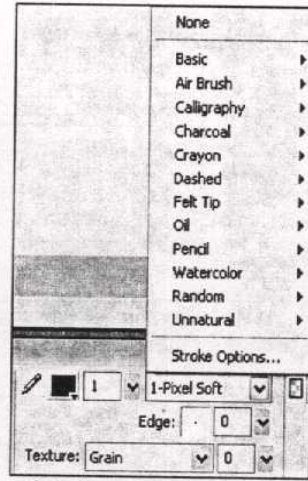 None
Basic
Air Brush
Calligraphy
Charcoal
Crayon
Dashed
Felt Tip
Oil
Pencil
Watercolor
Random
Unnatural
Stroke Options...
1 1-Pixel Soft
Edge: 0
Texture: Grain 0